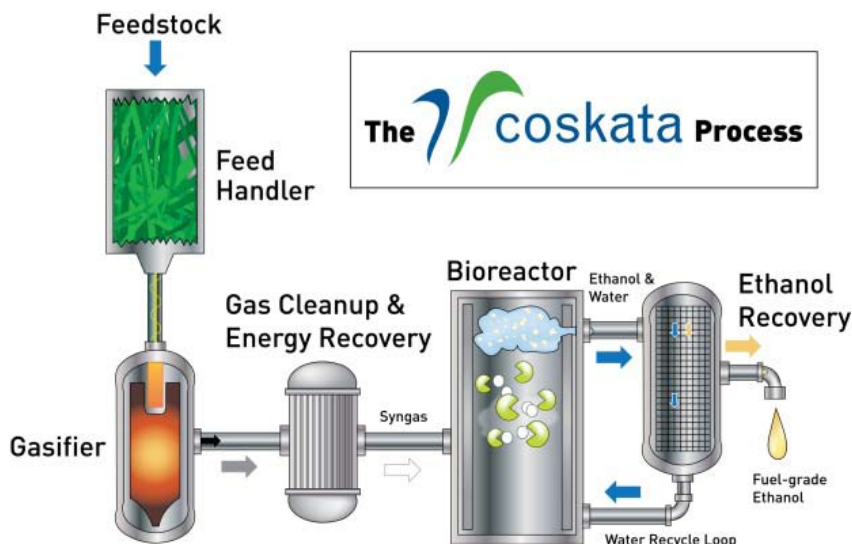 Feedstock
The coskata Process
Feed
Handler
Bioreactor
Ethanol &
Water
Ethanol
Recovery
Gas Cleanup &
Energy Recovery
Syngas
Gasifier
Fuel-grade
Ethanol
Water Recycle Loop